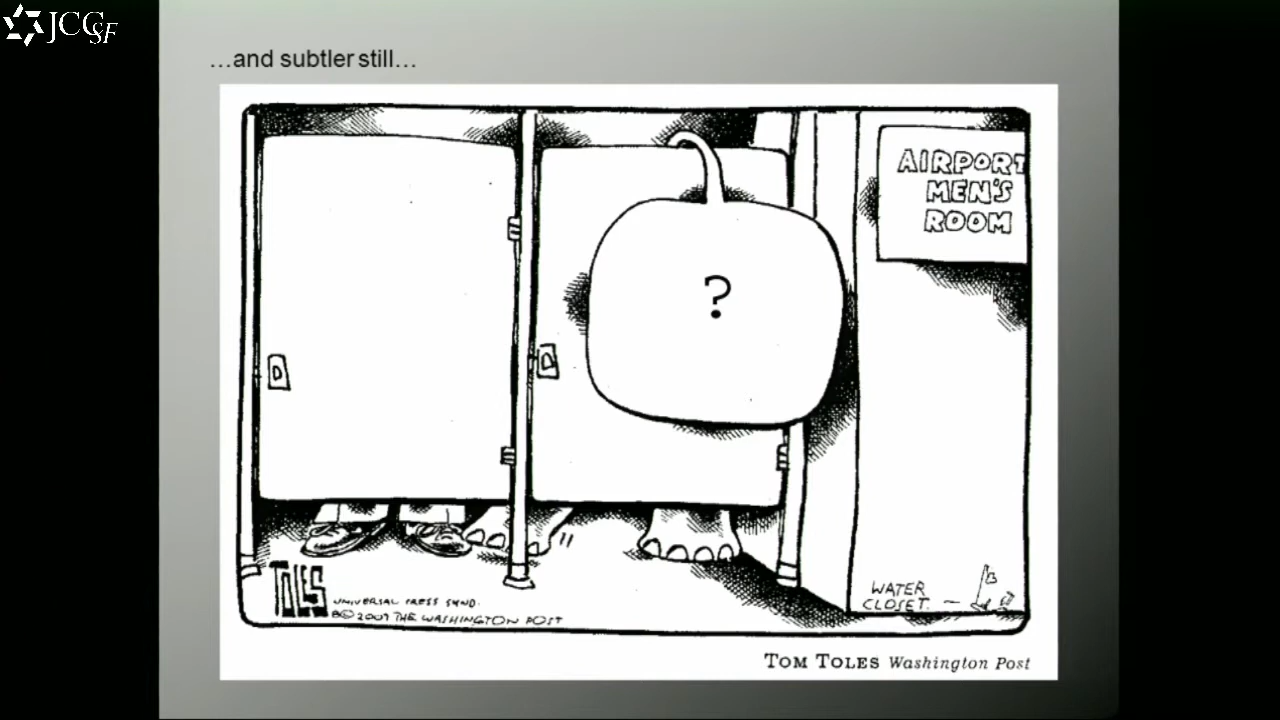 JCCSF
…and subtler still…
AIRPORT
MEN'S
ROOM
?
WATER
CLOSET. —
TOLES
UNIVERSAL PRESS SYND.
©2007 THE WASHINGTON POST
TOM TOLES Washington Post